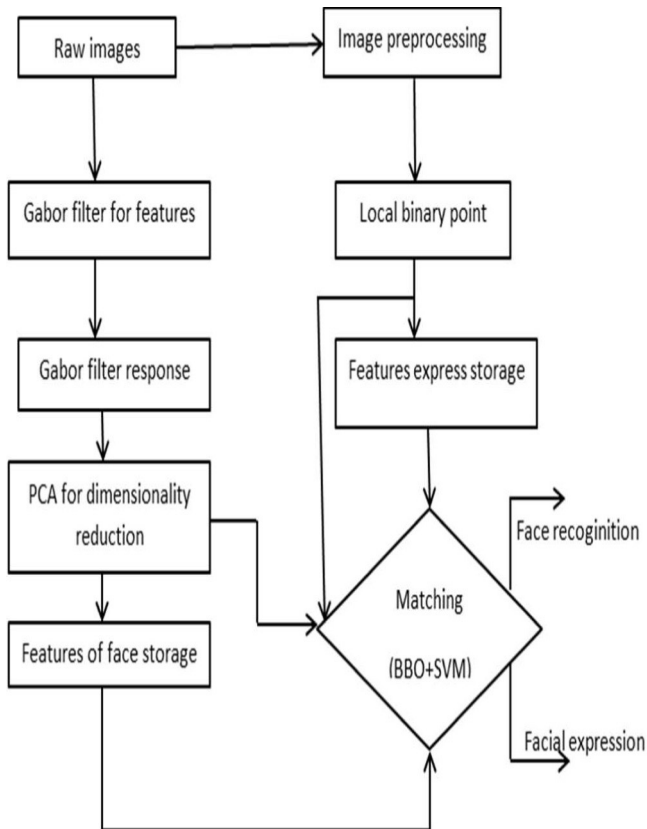 Raw images
Image preprocessing
Gabor filter for features
Local binary point
Gabor filter response
Features express storage
PCA for dimensionality
reduction
Face recoginition
Matching
(BBO+SVM)
Features of face storage
Facial expression